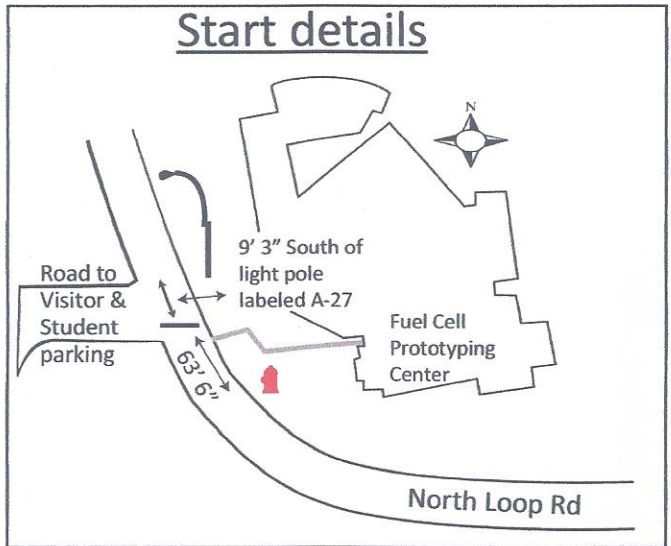 Start details
N
9' 3" South of
light pole
labeled A-27
Road to
Visitor &
Student
parking
Fuel Cell
Prototyping
Center
63' 6"
North Loop Rd